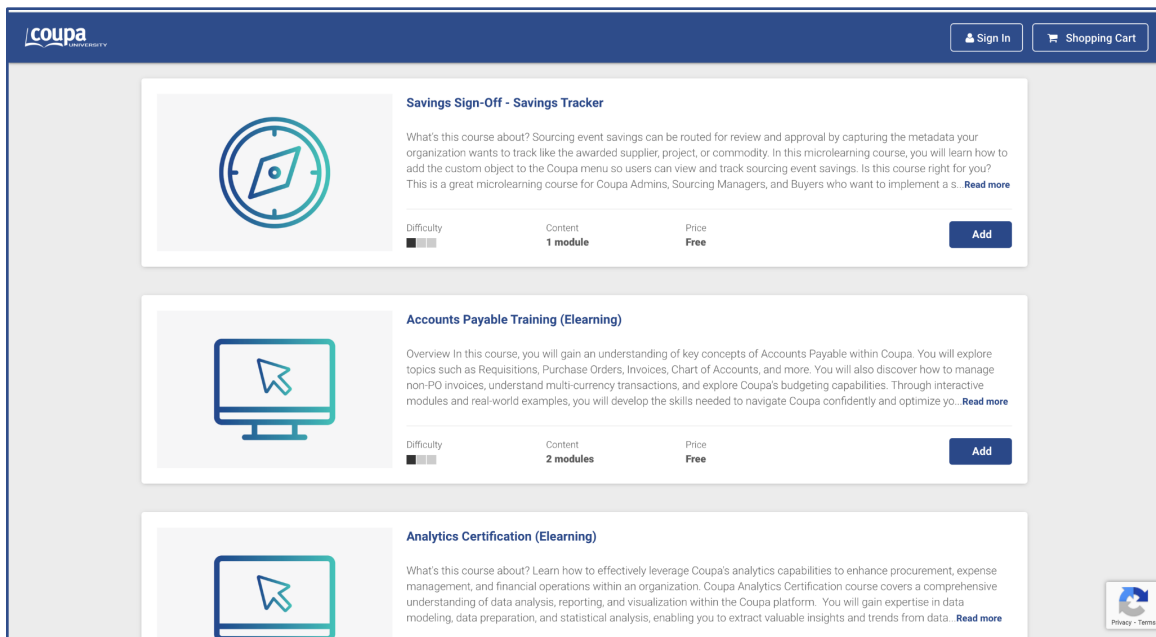 coupa
UNIVERSITY
Sign In
Shopping Cart
Savings Sign-Off - Savings Tracker
What's this course about? Sourcing event savings can be routed for review and approval by capturing the metadata your
organization wants to track like the awarded supplier, project, or commodity. In this microlearning course, you will learn how to
add the custom object to the Coupa menu so users can view and track sourcing event savings. Is this course right for you?
This is a great microlearning course for Coupa Admins, Sourcing Managers, and Buyers who want to implement a s...Read more
Difficulty
Content
Price
1 module
Free
Add
Accounts Payable Training (Elearning)
Overview In this course, you will gain an understanding of key concepts of Accounts Payable within Coupa. You will explore
topics such as Requisitions, Purchase Orders, Invoices, Chart of Accounts, and more. You will also discover how to manage
non-PO invoices, understand multi-currency transactions, and explore Coupa's budgeting capabilities. Through interactive
modules and real-world examples, you will develop the skills needed to navigate Coupa confidently and optimize yo...Read more
Difficulty
Content
Price
2 modules
Free
Add
Analytics Certification (Elearning)
What's this course about? Learn how to effectively leverage Coupa's analytics capabilities to enhance procurement, expense
management, and financial operations within an organization. Coupa Analytics Certification course covers a comprehensive
understanding of data analysis, reporting, and visualization within the Coupa platform. You will gain expertise in data
modeling, data preparation, and statistical analysis, enabling you to extract valuable insights and trends from data...Read more
Privacy - Terms